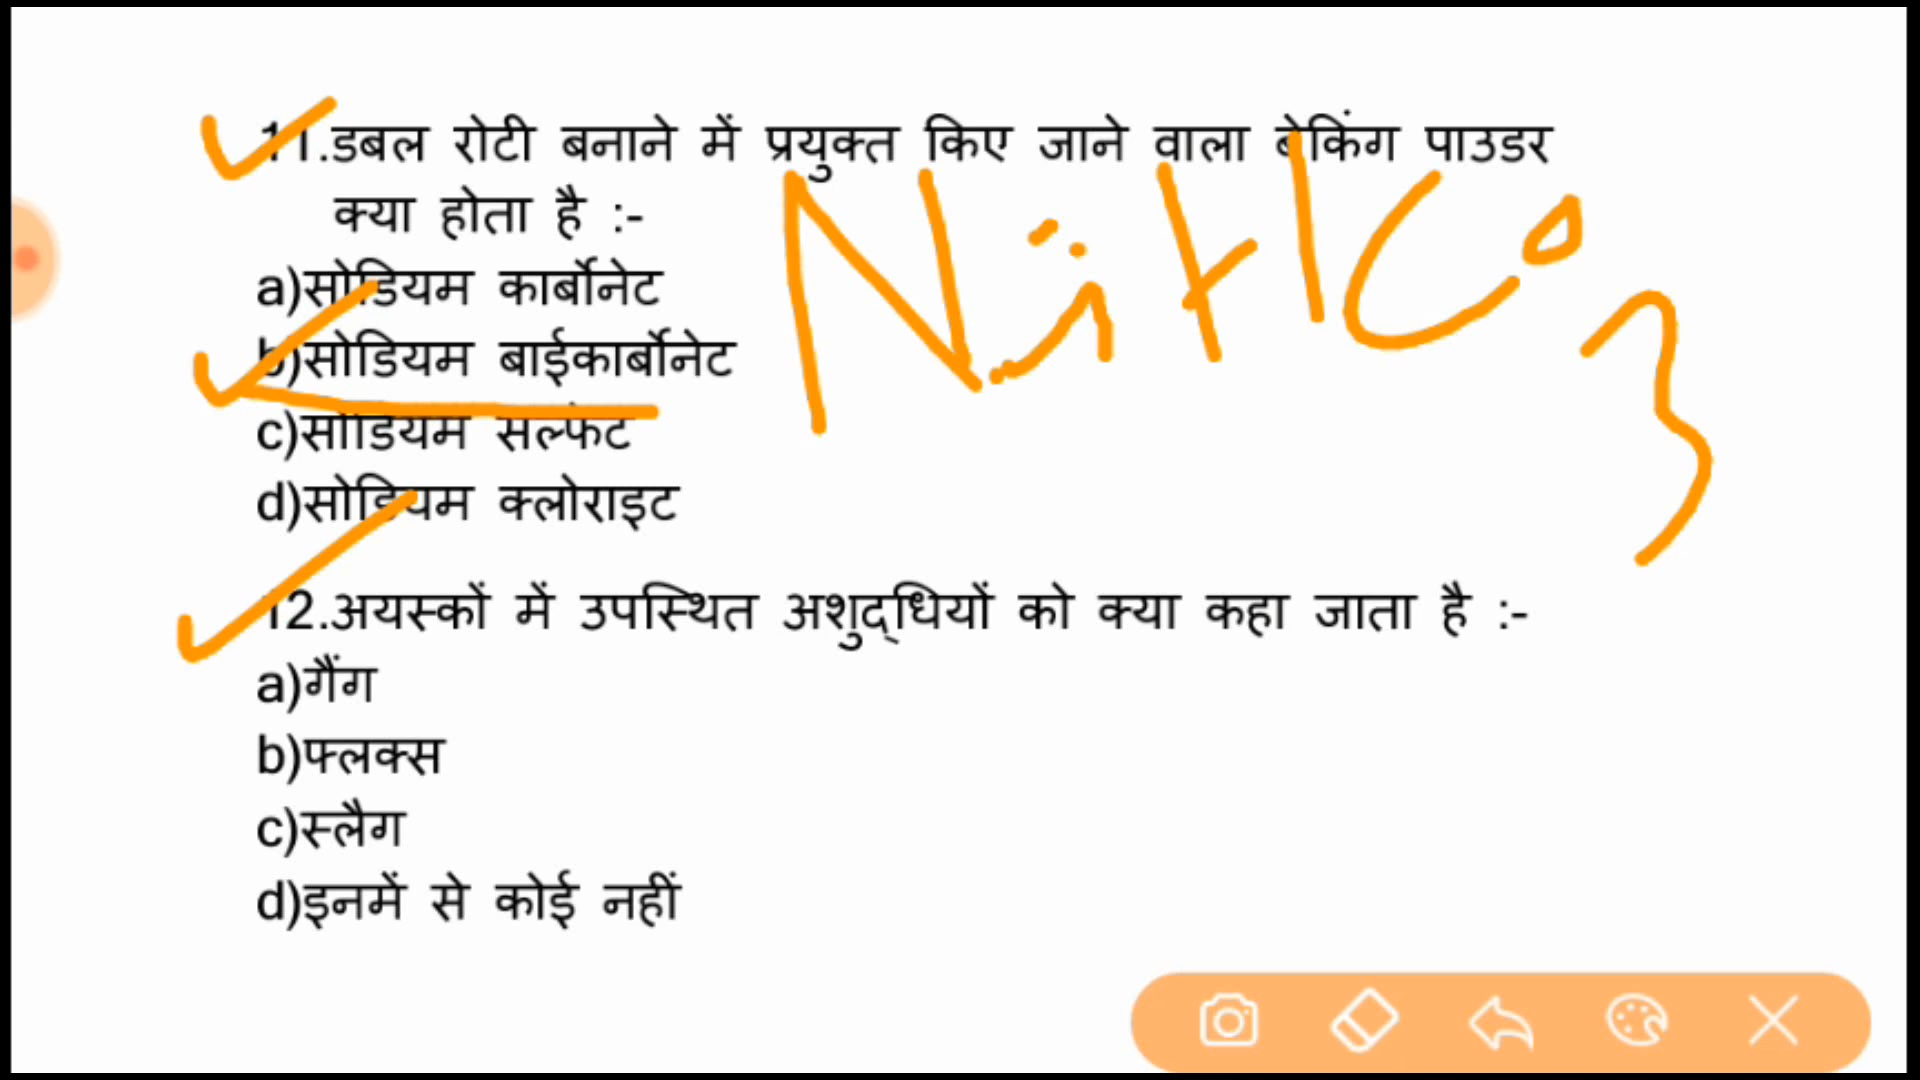 11.डबल रोटी बनाने में प्रयुक्त किए जाने वाला बेकिंग पाउडर
क्या होता है :-
a)सोडियम कार्बोनेट
b)सोडियम बाईकार्बोनेट
c)सोडियम सल्फेट
d)सोडियम क्लोराइट
NaHCO3
12.अयस्कों में उपस्थित अशुद्धियों को क्या कहा जाता है :-
a)गैंग
b)फ्लक्स
c)स्लैग
d)इनमें से कोई नहीं